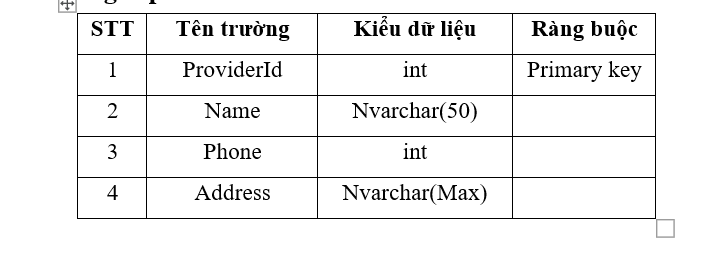 STT Tên trường Kiểu dữ liệu Ràng buộc
1 ProviderId int Primary key
2 Name Nvarchar(50)
3 Phone int
4 Address Nvarchar(Max)